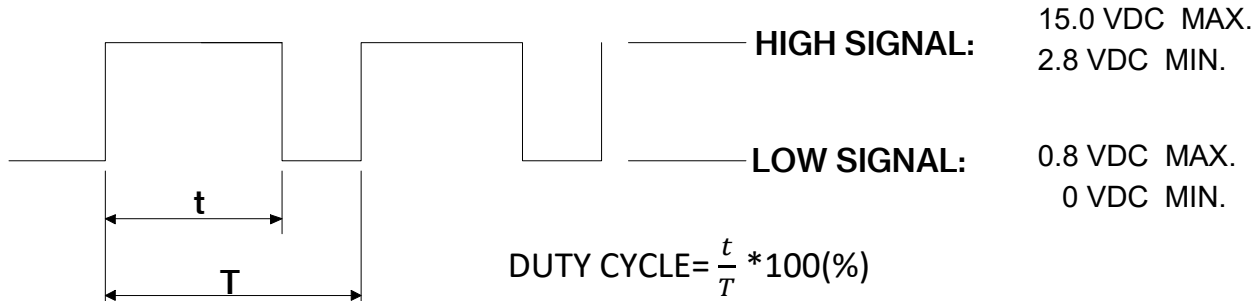 HIGH SIGNAL: 15.0 VDC MAX.
2.8 VDC MIN.
LOW SIGNAL: 0.8 VDC MAX.
0 VDC MIN.
t
T
DUTY CYCLE= t/T *100(%)